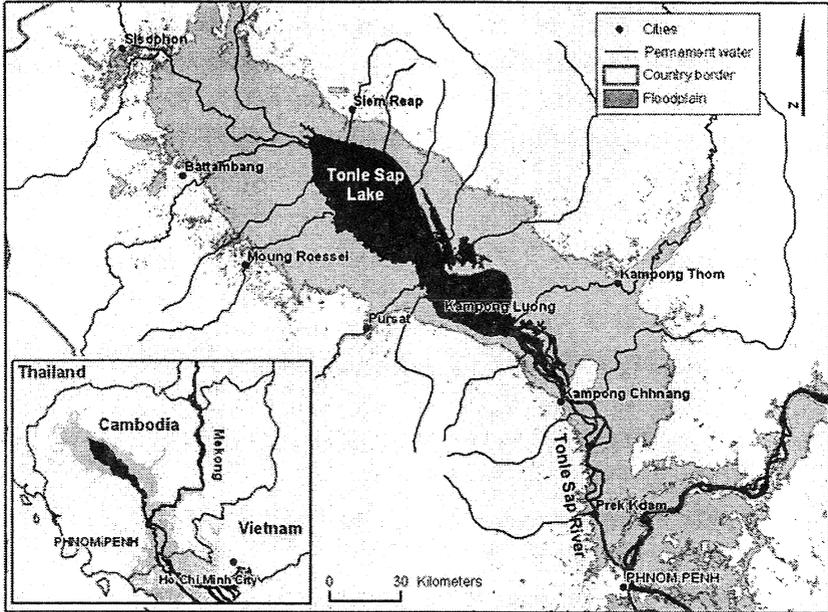 Sisophon
Cities
Permamant water
Country border
Floodplain
N
Siem Reap
Battambang
Tonle Sap
Lake
Moung Roessel
Kampong Thom
Kampong Luong
Pursat
Thailand
Cambodia
Mekong
Vietnam
PHNOM PENH
Ho Chi Minh City
Kampong Chhnang
Tonle Sap River
Prek Kdam
PHNOM PENH
0 30 Kilometers